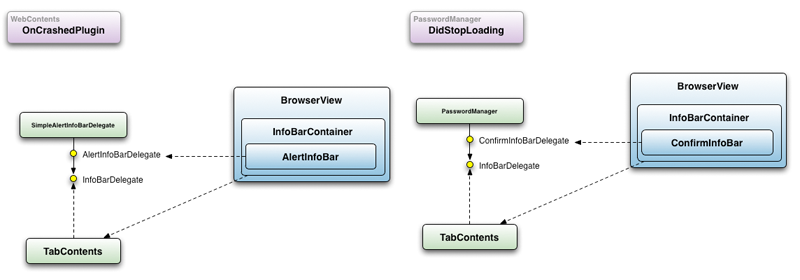 WebContents
OnCrashedPlugin
SimpleAlertInfoBarDelegate
AlertInfoBarDelegate
InfoBarDelegate
BrowserView
InfoBarContainer
AlertInfoBar
TabContents
PasswordManager
DidStopLoading
PasswordManager
ConfirmInfoBarDelegate
InfoBarDelegate
BrowserView
InfoBarContainer
ConfirmInfoBar
TabContents